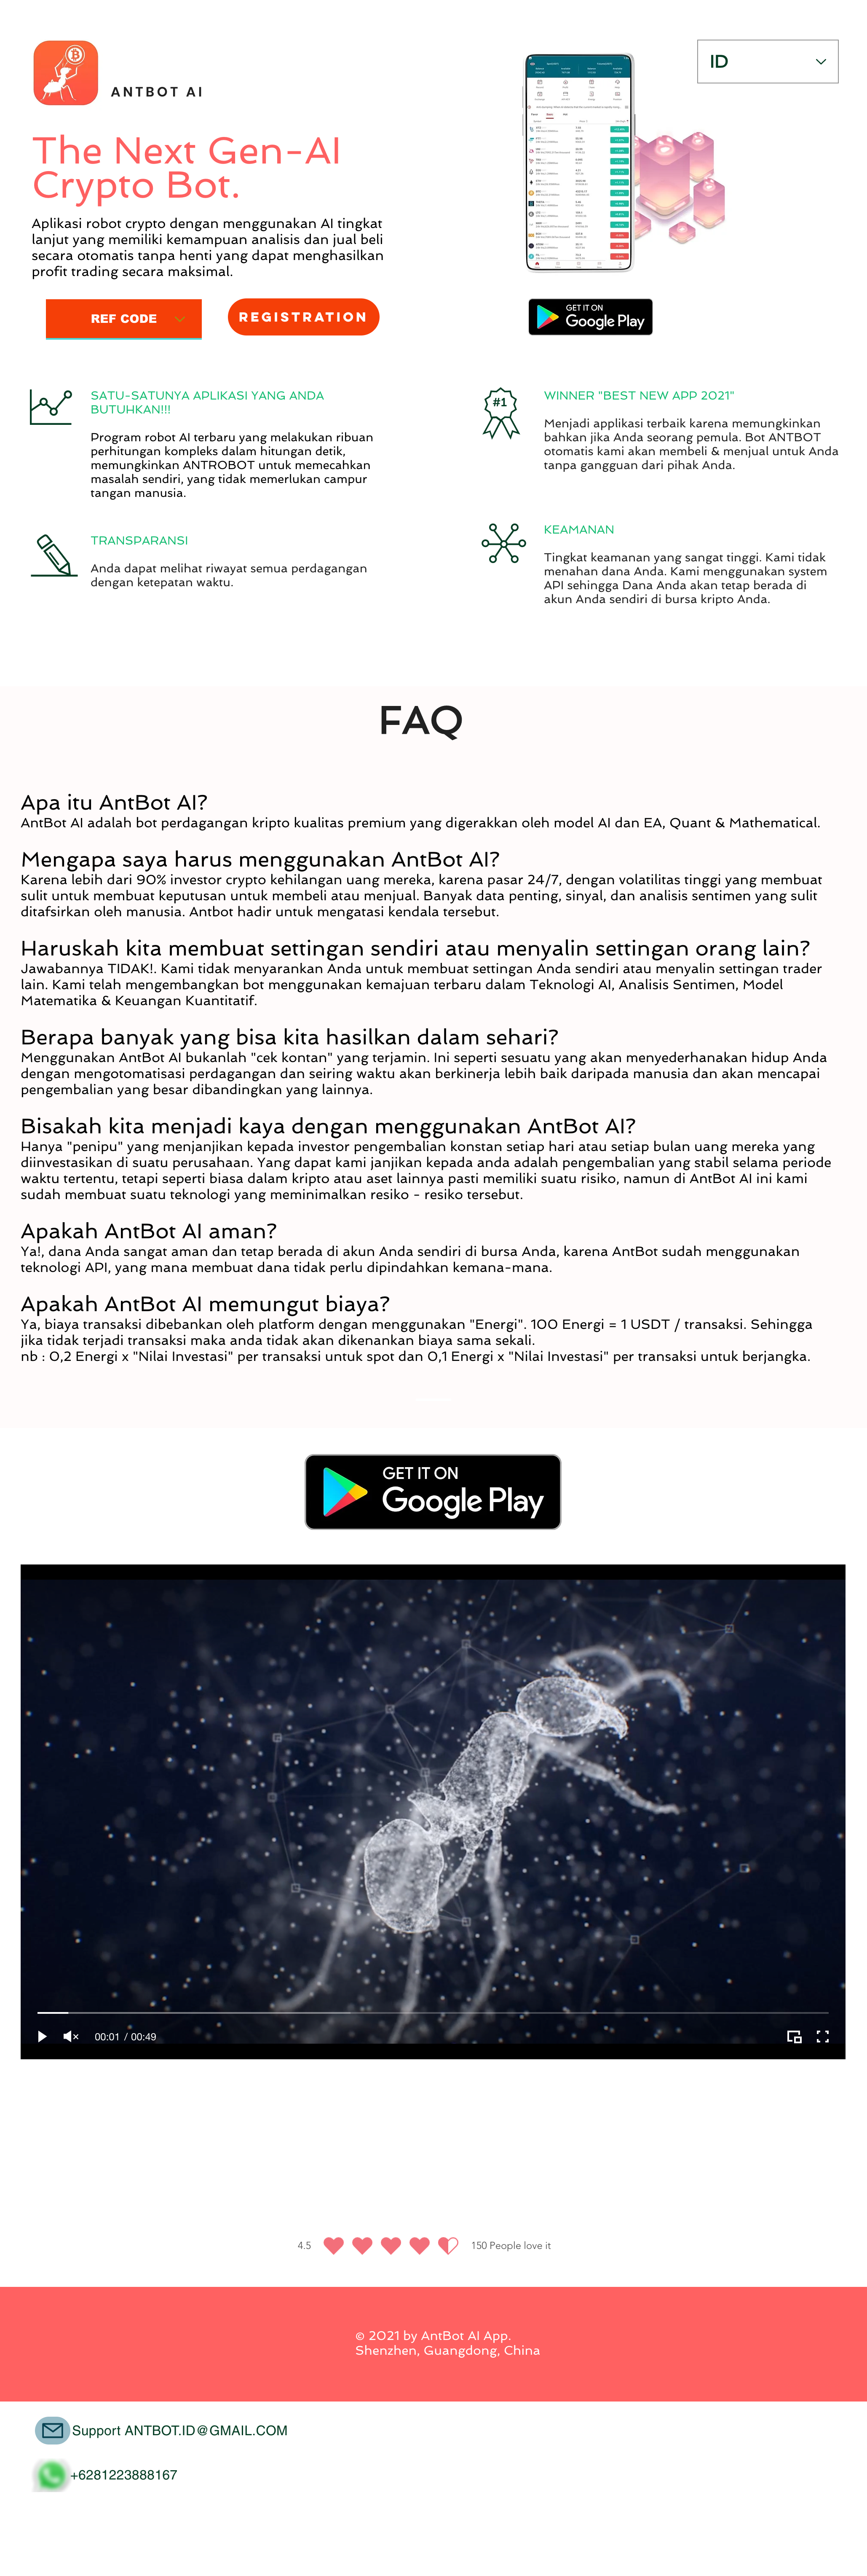 ANTBOT AI
ID
The Next Gen-AI
Crypto Bot.
Aplikasi robot crypto dengan menggunakan AI tingkat
lanjut yang memiliki kemampuan analisis dan jual beli
secara otomatis tanpa henti yang dapat menghasilkan
profit trading secara maksimal.
REF CODE
REGISTRATION
GET IT ON
Google Play
SATU-SATUNYA APLIKASI YANG ANDA
BUTUHKAN!!!
Program robot AI terbaru yang melakukan ribuan
perhitungan kompleks dalam hitungan detik,
memungkinkan ANTROBOT untuk memecahkan
masalah sendiri, yang tidak memerlukan campur
tangan manusia.
#1
WINNER "BEST NEW APP 2021"
Menjadi applikasi terbaik karena memungkinkan
bahkan jika Anda seorang pemula. Bot ANTBOT
otomatis kami akan membeli & menjual untuk Anda
tanpa gangguan dari pihak Anda.
TRANSPARANSI
Anda dapat melihat riwayat semua perdagangan
dengan ketepatan waktu.
KEAMANAN
Tingkat keamanan yang sangat tinggi. Kami tidak
menahan dana Anda. Kami menggunakan system
API sehingga Dana Anda akan tetap berada di
akun Anda sendiri di bursa kripto Anda.
FAQ
Apa itu AntBot AI?
AntBot AI adalah bot perdagangan kripto kualitas premium yang digerakkan oleh model AI dan EA, Quant & Mathematical.
Mengapa saya harus menggunakan AntBot AI?
Karena lebih dari 90% investor crypto kehilangan uang mereka, karena pasar 24/7, dengan volatilitas tinggi yang membuat
sulit untuk membuat keputusan untuk membeli atau menjual. Banyak data penting, sinyal, dan analisis sentimen yang sulit
ditafsirkan oleh manusia. Antbot hadir untuk mengatasi kendala tersebut.
Haruskah kita membuat settingan sendiri atau menyalin settingan orang lain?
Jawabannya TIDAK!. Kami tidak menyarankan Anda untuk membuat settingan Anda sendiri atau menyalin settingan trader
lain. Kami telah mengembangkan bot menggunakan kemajuan terbaru dalam Teknologi AI, Analisis Sentimen, Model
Matematika & Keuangan Kuantitatif.
Berapa banyak yang bisa kita hasilkan dalam sehari?
Menggunakan AntBot AI bukanlah "cek kontan" yang terjamin. Ini seperti sesuatu yang akan menyederhanakan hidup Anda
dengan mengotomatisasi perdagangan dan seiring waktu akan berkinerja lebih baik daripada manusia dan akan mencapai
pengembalian yang besar dibandingkan yang lainnya.
Bisakah kita menjadi kaya dengan menggunakan AntBot AI?
Hanya "penipu" yang menjanjikan kepada investor pengembalian konstan setiap hari atau setiap bulan uang mereka yang
diinvestasikan di suatu perusahaan. Yang dapat kami janjikan kepada anda adalah pengembalian yang stabil selama periode
waktu tertentu, tetapi seperti biasa dalam kripto atau aset lainnya pasti memiliki suatu risiko, namun di AntBot AI ini kami
sudah membuat suatu teknologi yang meminimalkan resiko - resiko tersebut.
Apakah AntBot AI aman?
Ya!, dana Anda sangat aman dan tetap berada di akun Anda sendiri di bursa Anda, karena AntBot sudah menggunakan
teknologi API, yang mana membuat dana tidak perlu dipindahkan kemana-mana.
Apakah AntBot AI memungut biaya?
Ya, biaya transaksi dibebankan oleh platform dengan menggunakan "Energi". 100 Energi = 1 USDT / transaksi. Sehingga
jika tidak terjadi transaksi maka anda tidak akan dikenankan biaya sama sekali.
nb : 0,2 Energi x "Nilai Investasi" per transaksi untuk spot dan 0,1 Energi x "Nilai Investasi" per transaksi untuk berjangka.
GET IT ON
Google Play
00:01 / 00:49
4.5
150 People love it
© 2021 by AntBot AI App.
Shenzhen, Guangdong, China
Support ANTBOT.ID@GMAIL.COM
+6281223888167